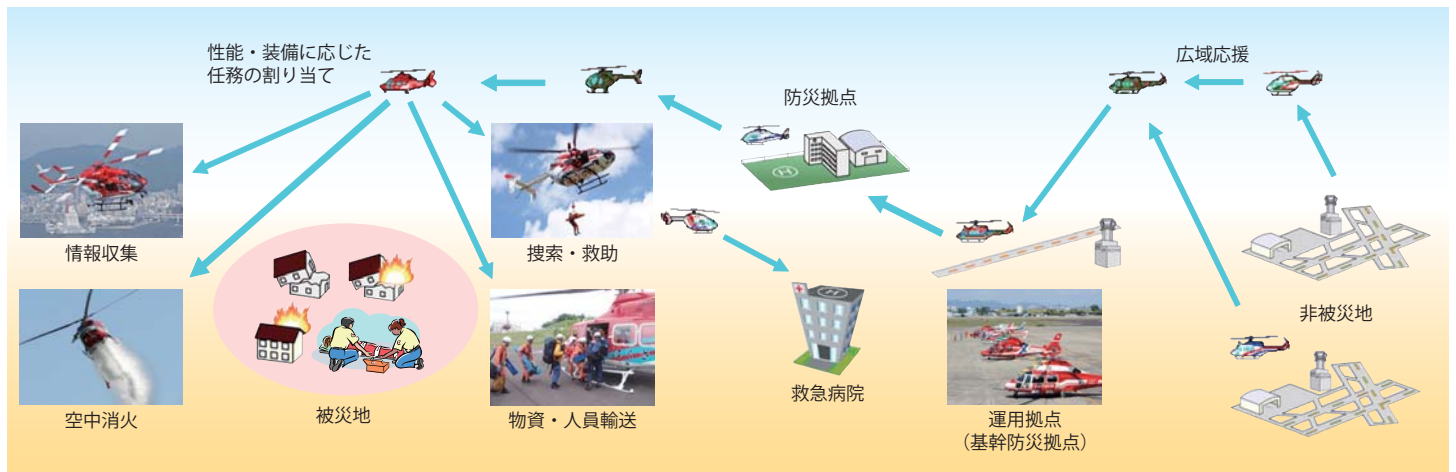 性能・装備に応じた
任務の割り当て
広域応援
防災拠点
情報収集
捜索・救助
非被災地
空中消火
被災地
物資・人員輸送
救急病院
運用拠点
(基幹防災拠点)
H
H